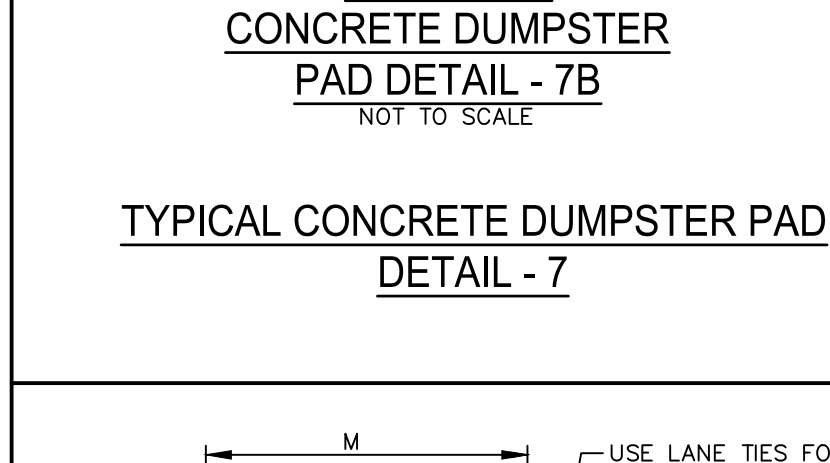 CONCRETE DUMPSTER
PAD DETAIL - 7B
NOT TO SCALE
TYPICAL CONCRETE DUMPSTER PAD
DETAIL - 7
M
USE LANE TIES